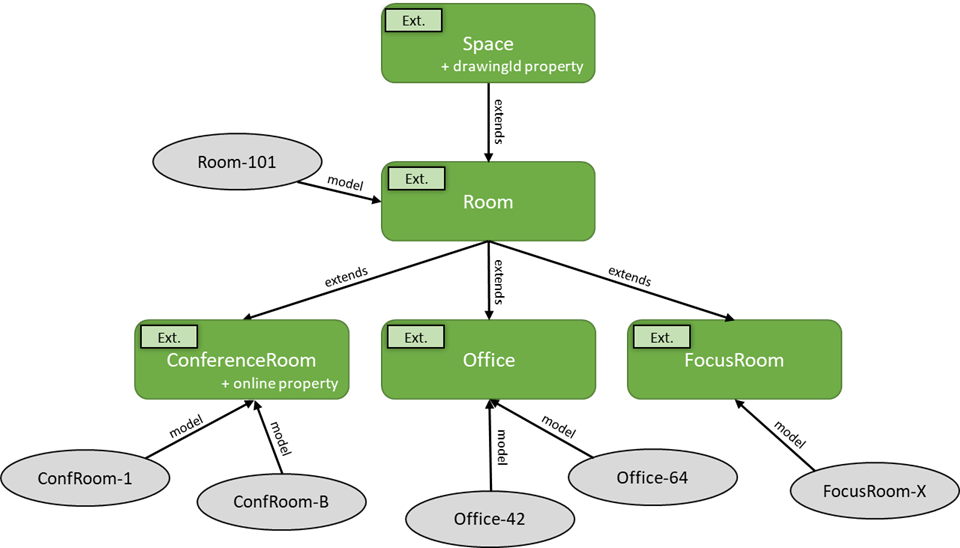 Ext.
Space
+ drawingId property
extends
Room-101
model
Ext.
Room
extends
extends
extends
Ext.
ConferenceRoom
+ online property
Ext.
Office
Ext.
FocusRoom
model
model
model
model
model
ConfRoom-1
ConfRoom-B
Office-42
Office-64
FocusRoom-X